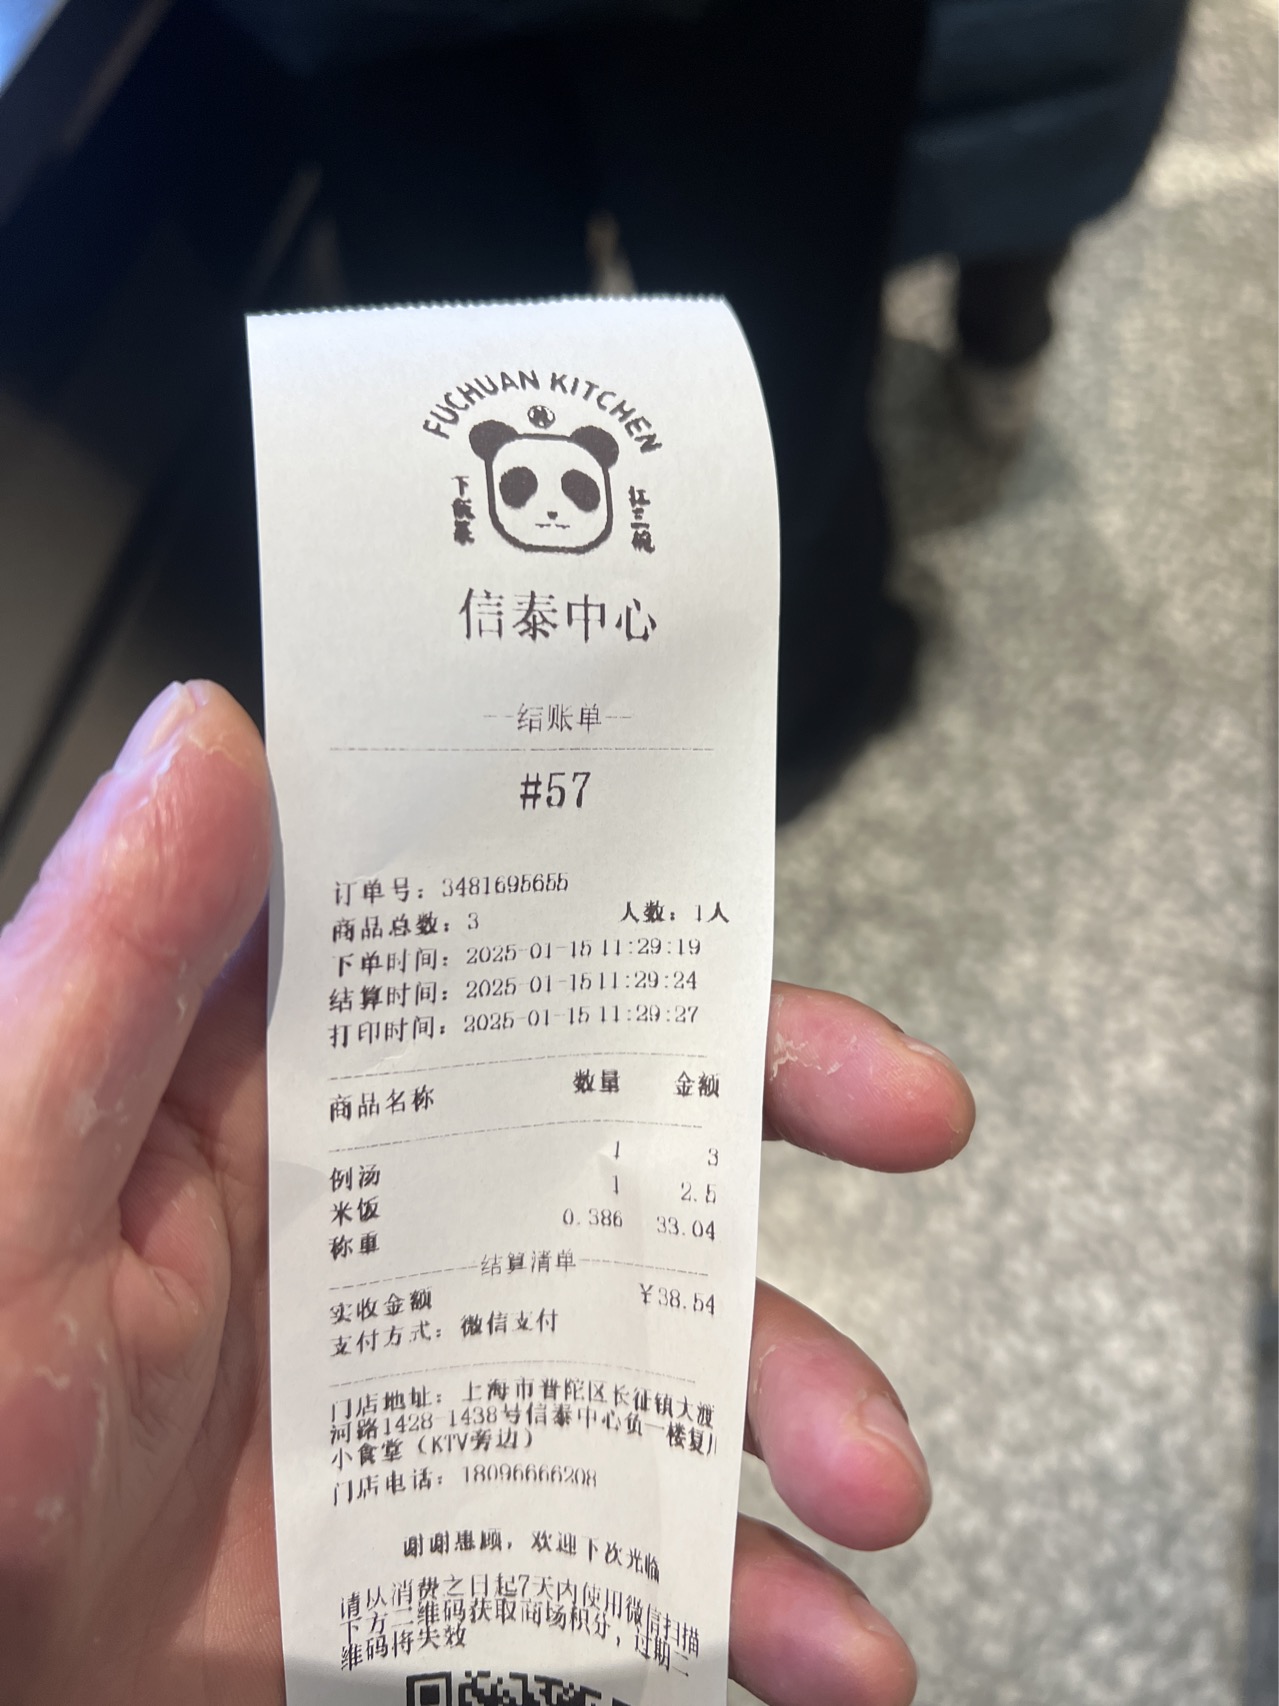 FUCHUAN KITCHEN
下飯菜
扛三碗
信泰中心
--结账单--
#57
订单号：3481695655
商品总数：3 人数：1人
下单时间：2025-01-15 11:29:19
结算时间：2025-01-15 11:29:24
打印时间：2025-01-15 11:29:27
商品名称 数量 金额
例汤 1 3
米饭 1 2.5
称重 0.386 33.04
结算清单
实收金额 ¥38.54
支付方式：微信支付
门店地址：上海市普陀区长征镇大渡
河路1428-1438号信泰中心负一楼复川
小食堂（KTV旁边）
门店电话：18096666208
谢谢惠顾，欢迎下次光临
请以消费之日起7天内使用微信扫描
下方二维码获取商场积分，过期二
维码将失效